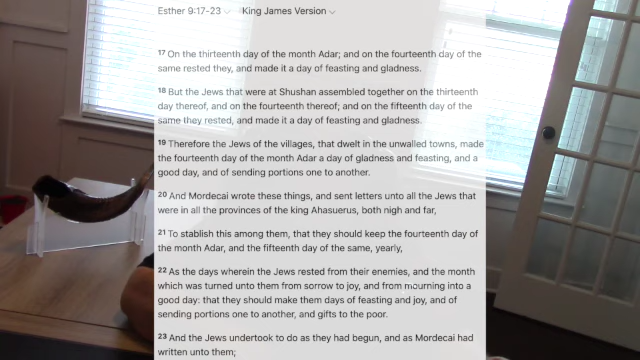 Esther 9:17-23 King James Version
17 On the thirteenth day of the month Adar; and on the fourteenth day of the
same rested they, and made it a day of feasting and gladness.
18 But the Jews that were at Shushan assembled together on the thirteenth
day thereof, and on the fourteenth thereof; and on the fifteenth day of the
same they rested, and made it a day of feasting and gladness.
19 Therefore the Jews of the villages, that dwelt in the unwalled towns, made
the fourteenth day of the month Adar a day of gladness and feasting, and a
good day, and of sending portions one to another.
20 And Mordecai wrote these things, and sent letters unto all the Jews that
were in all the provinces of the king Ahasuerus, both nigh and far,
21 To stablish this among them, that they should keep the fourteenth day of
the month Adar, and the fifteenth day of the same, yearly,
22 As the days wherein the Jews rested from their enemies, and the month
which was turned unto them from sorrow to joy, and from mourning into a
good day: that they should make them days of feasting and joy, and of
sending portions one to another, and gifts to the poor.
23 And the Jews undertook to do as they had begun, and as Mordecai had
written unto them;